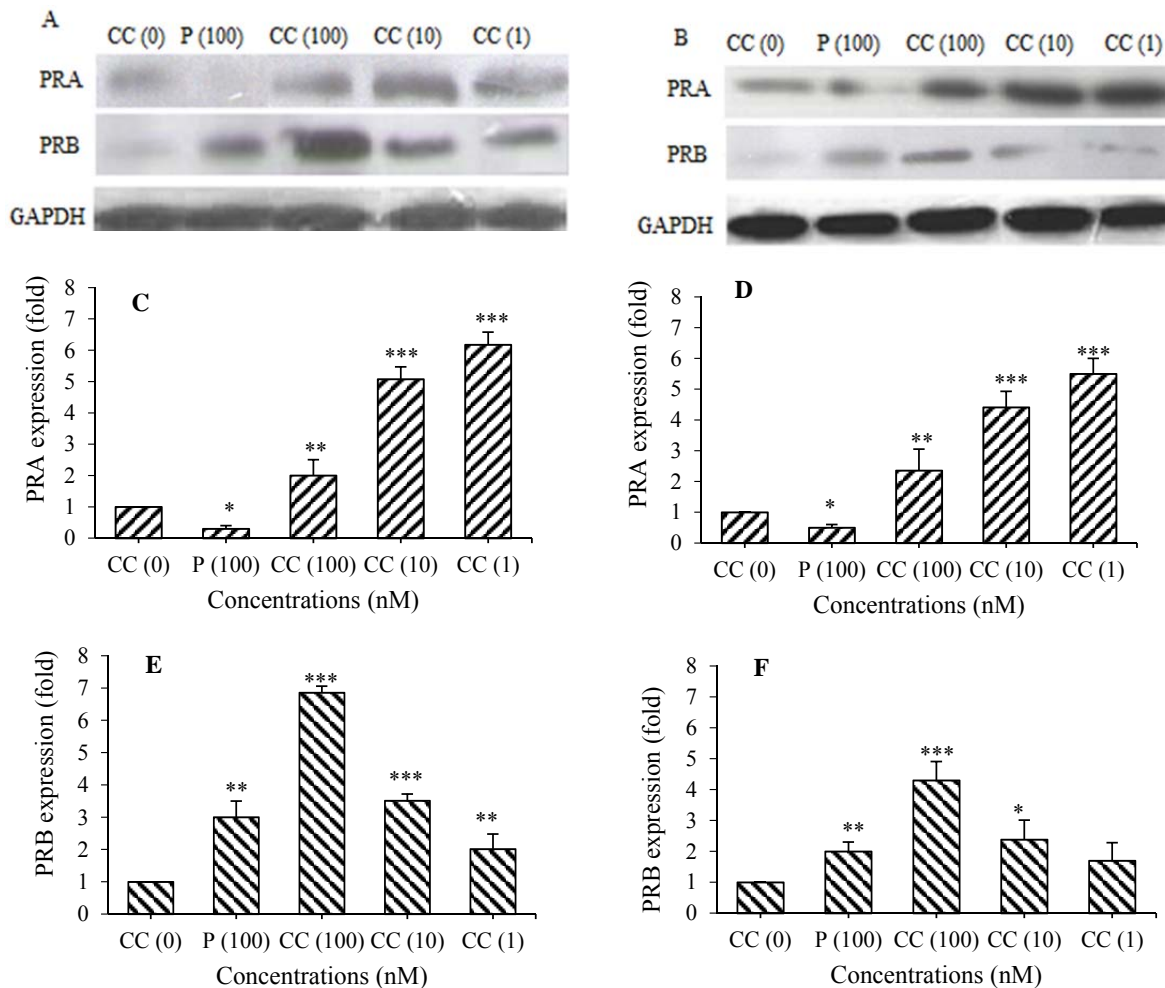 A
CC (0) P (100) CC (100) CC (10) CC (1)
PRA
PRB
GAPDH
B
CC (0) P (100) CC (100) CC (10) CC (1)
PRA
PRB
GAPDH
C
PRA expression (fold)
8
7
6
5
4
3
2
1
0
* ** *** ***
CC (0) P (100) CC (100) CC (10) CC (1)
Concentrations (nM)
D
PRA expression (fold)
8
7
6
5
4
3
2
1
0
* ** *** ***
CC (0) P (100) CC (100) CC (10) CC (1)
Concentrations (nM)
E
PRB expression (fold)
8
7
6
5
4
3
2
1
0
** *** *** **
CC (0) P (100) CC (100) CC (10) CC (1)
Concentrations (nM)
F
PRB expression (fold)
8
7
6
5
4
3
2
1
0
** *** *
CC (0) P (100) CC (100) CC (10) CC (1)
Concentrations (nM)